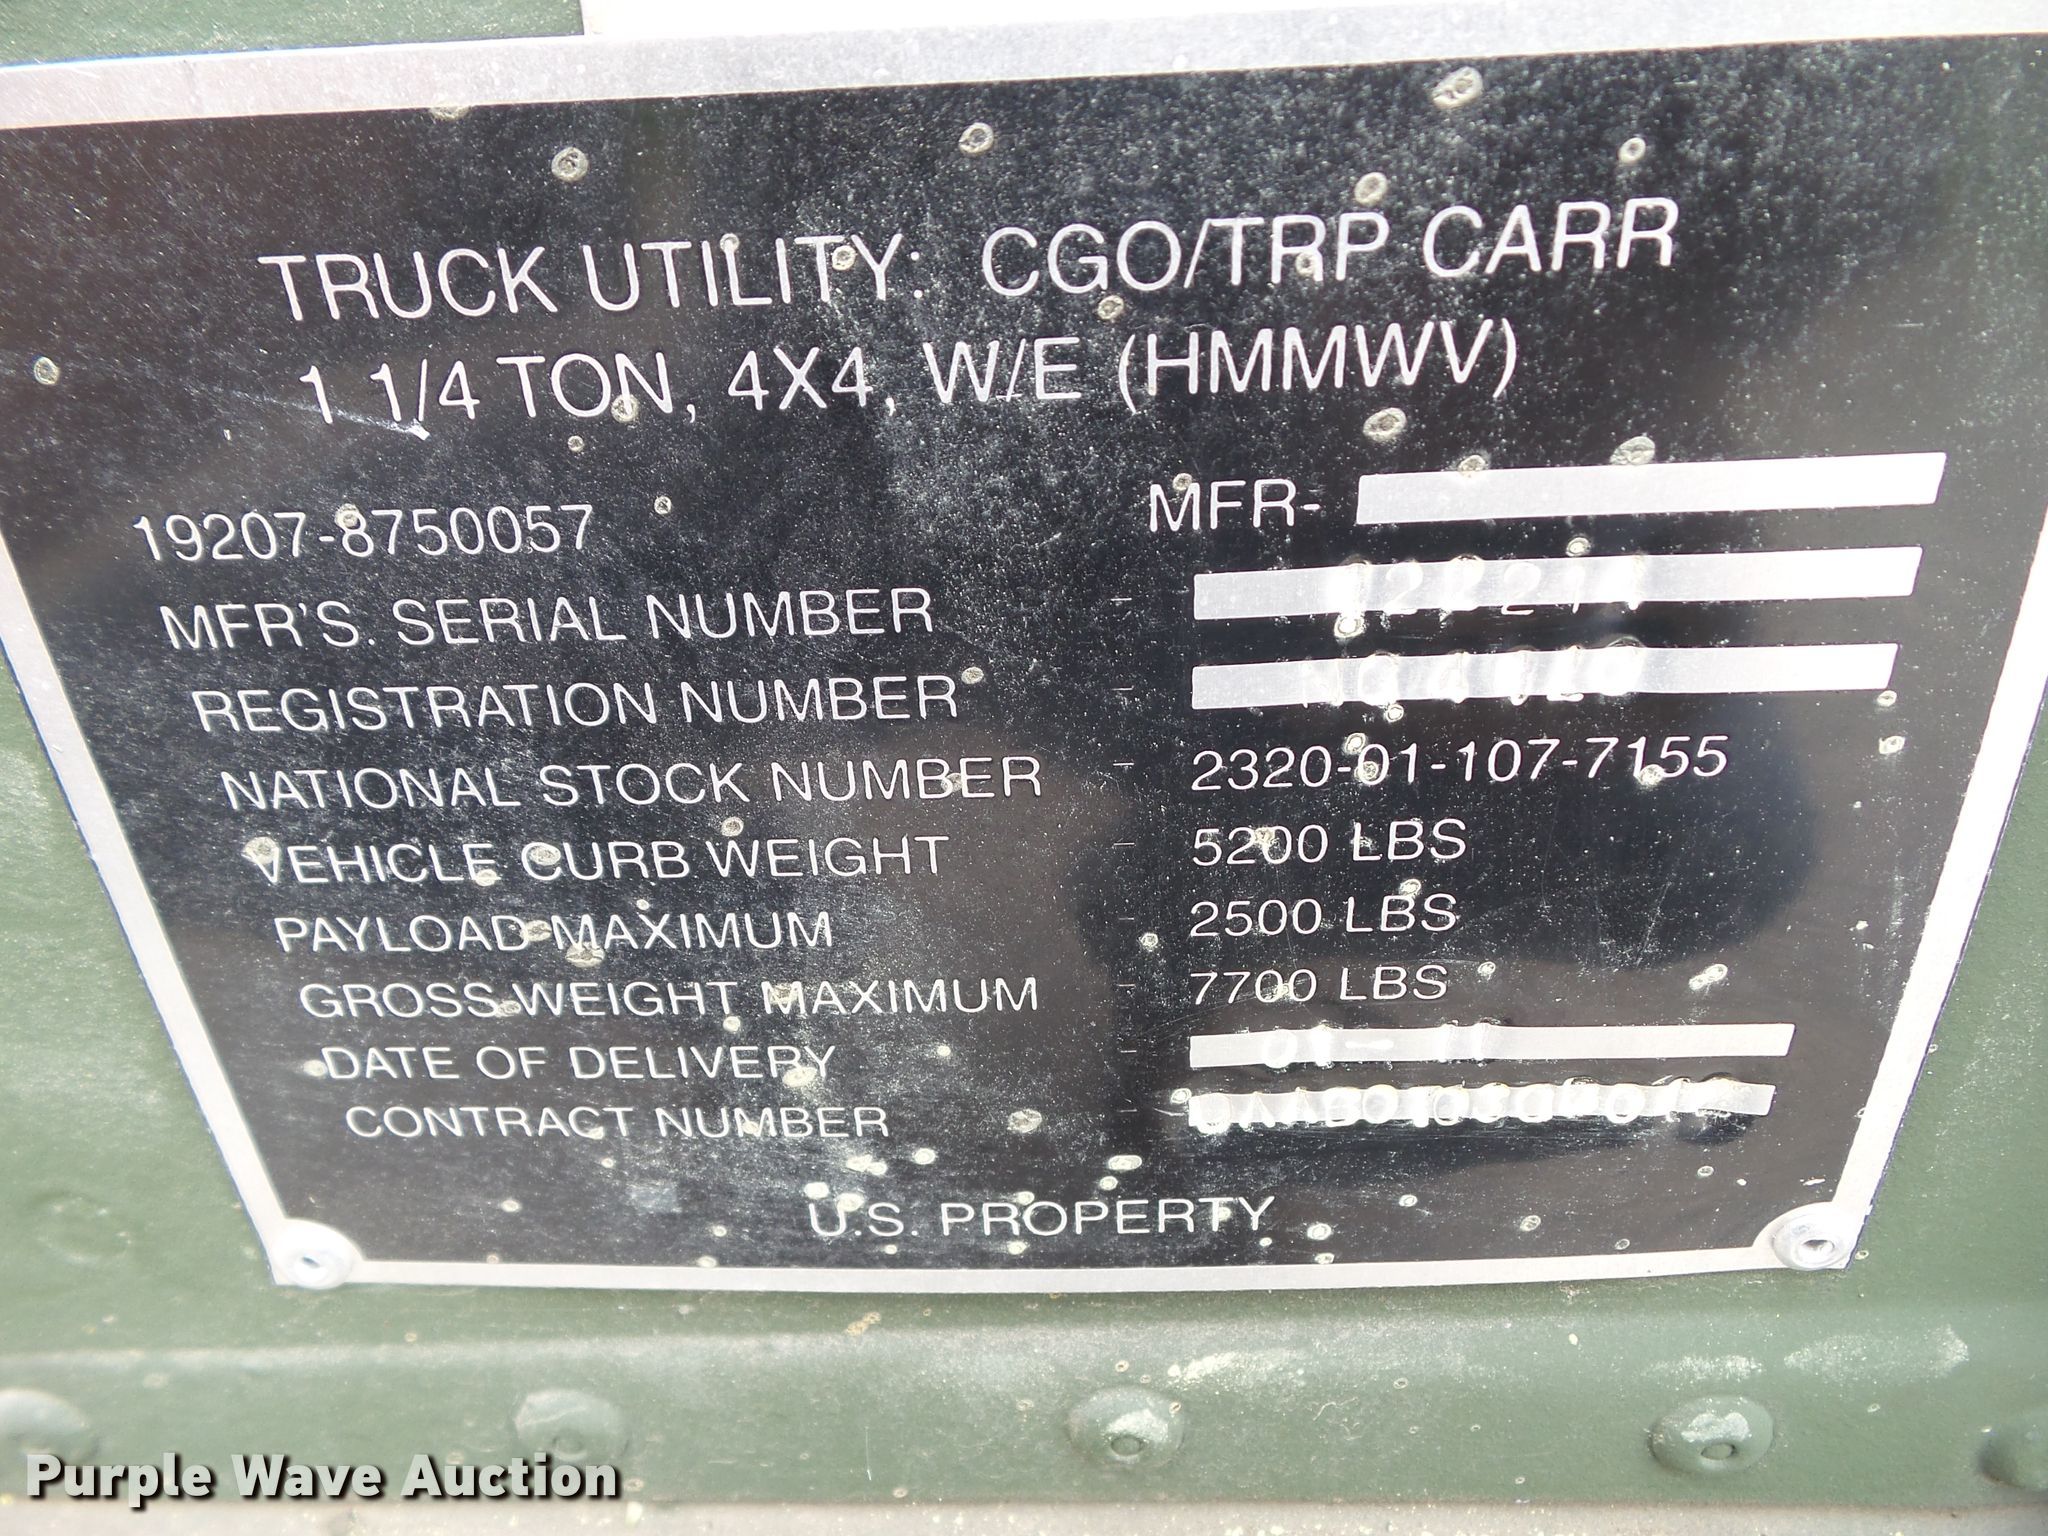 TRUCK UTILITY: CGO/TRP CARR
1 1/4 TON, 4X4, W/E (HMMWV)
19207-8750057 MFR-
MFR'S. SERIAL NUMBER -
REGISTRATION NUMBER -
NATIONAL STOCK NUMBER - 2320-01-107-7155
VEHICLE CURB WEIGHT - 5200 LBS
PAYLOAD MAXIMUM - 2500 LBS
GROSS WEIGHT MAXIMUM - 7700 LBS
DATE OF DELIVERY - 01-11
CONTRACT NUMBER -
U.S. PROPERTY
Purple Wave Auction